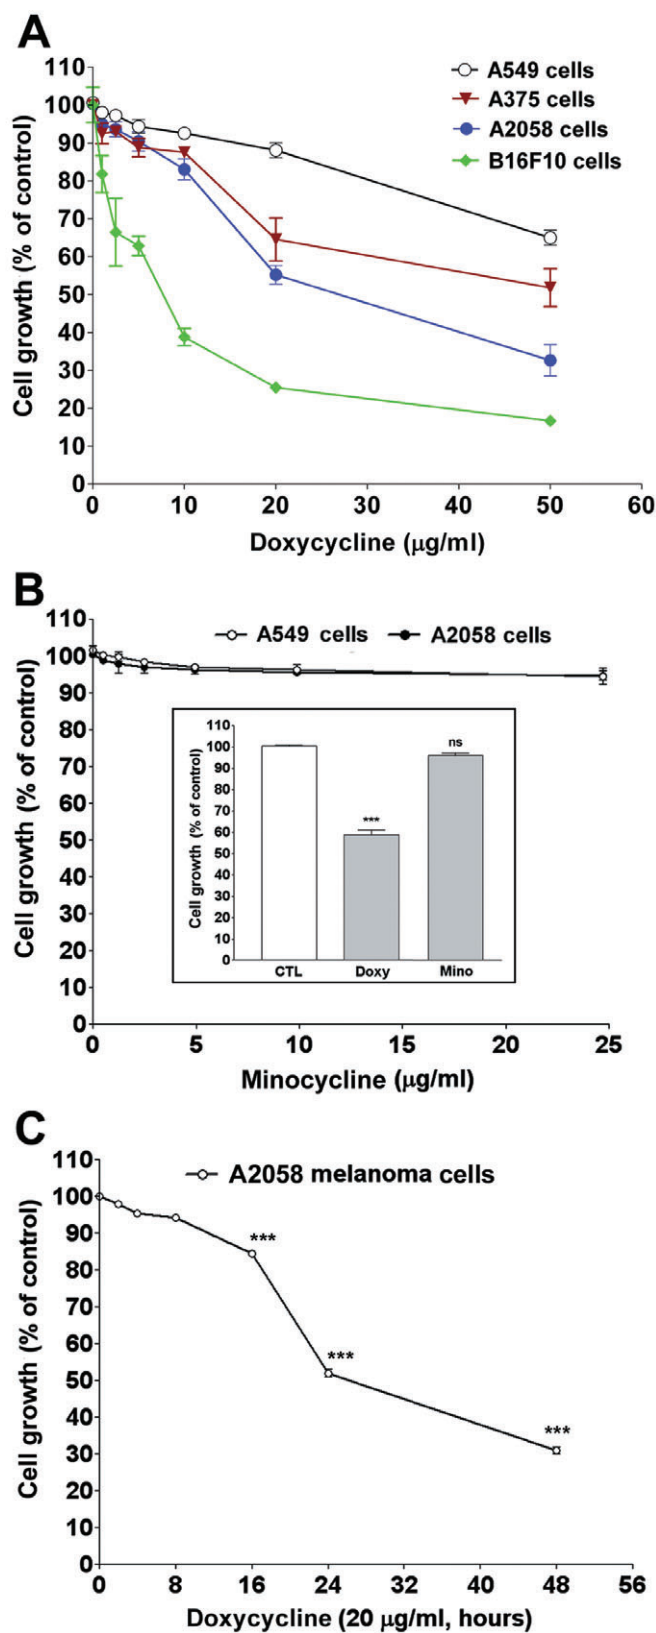 A
Cell growth (% of control)
110
100
90
80
70
60
50
40
30
20
10
0
A549 cells
A375 cells
A2058 cells
B16F10 cells
0 10 20 30 40 50 60
Doxycycline (µg/ml)
B
Cell growth (% of control)
110
100
90
80
70
60
50
40
30
20
10
0
A549 cells A2058 cells
Cell growth (% of control)
110
100
90
80
70
60
50
40
30
20
10
0
***
ns
CTL Doxy Mino
0 5 10 15 20 25
Minocycline (µg/ml)
C
Cell growth (% of control)
110
100
90
80
70
60
50
40
30
20
10
0
A2058 melanoma cells
***
***
***
0 8 16 24 32 40 48 56
Doxycycline (20 µg/ml, hours)